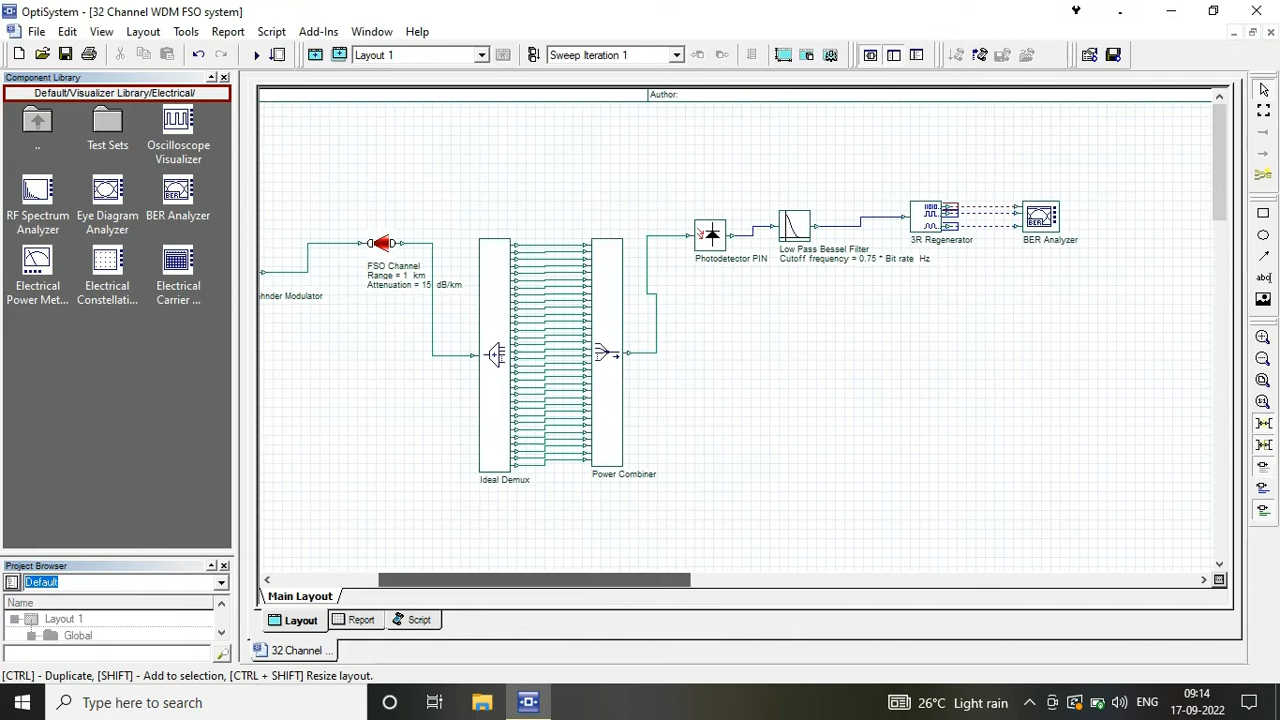 OptiSystem - [32 Channel WDM FSO system]
File Edit View Layout Tools Report Script Add-Ins Window Help
Layout 1
Sweep Iteration 1
Component Library
Default/Visualizer Library/Electrical/
..
Test Sets
Oscilloscope
Visualizer
RF Spectrum
Analyzer
Eye Diagram
Analyzer
BER Analyzer
Electrical
Power Met...
Electrical
Constellati...
Electrical
Carrier ...
Project Browser
Default
Name
Layout 1
Global
Author:
ehnder Modulator
FSO Channel
Range = 1 km
Attenuation = 15 dB/km
Ideal Demux
Power Combiner
Photodetector PIN
Low Pass Bessel Filter
Cutoff frequency = 0.75 * Bit rate Hz
3R Regenerator
BER
BER Analyzer
abc
Main Layout
Layout Report Script
32 Channel ...
[CTRL] - Duplicate, [SHIFT] - Add to selection, [CTRL + SHIFT] Resize layout.
Type here to search
26°C Light rain
ENG
09:14
17-09-2022